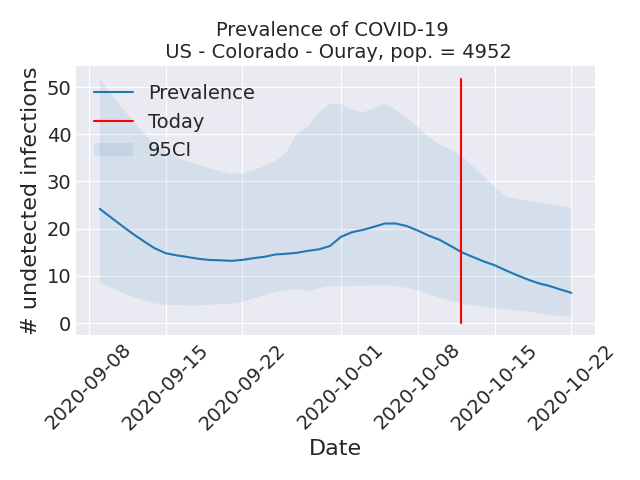 Prevalence of COVID-19
US - Colorado - Ouray, pop. = 4952
# undetected infections
50
40
30
20
10
0
Prevalence
Today
95CI
2020-09-08
2020-09-15
2020-09-22
2020-10-01
2020-10-08
2020-10-15
2020-10-22
Date